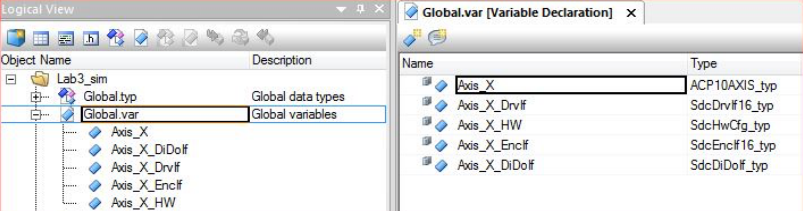 Logical View
Object Name Description
Lab3_sim
Global.typ Global data types
Global.var Global variables
Axis_X
Axis_X_DiDoIf
Axis_X_DrvIf
Axis_X_EncIf
Axis_X_HW
Global.var [Variable Declaration]
Name Type
Axis_X ACP10AXIS_typ
Axis_X_DrvIf SdcDrvIf16_typ
Axis_X_HW SdcHwCfg_typ
Axis_X_EncIf SdcEncIf16_typ
Axis_X_DiDoIf SdcDiDoIf_typ